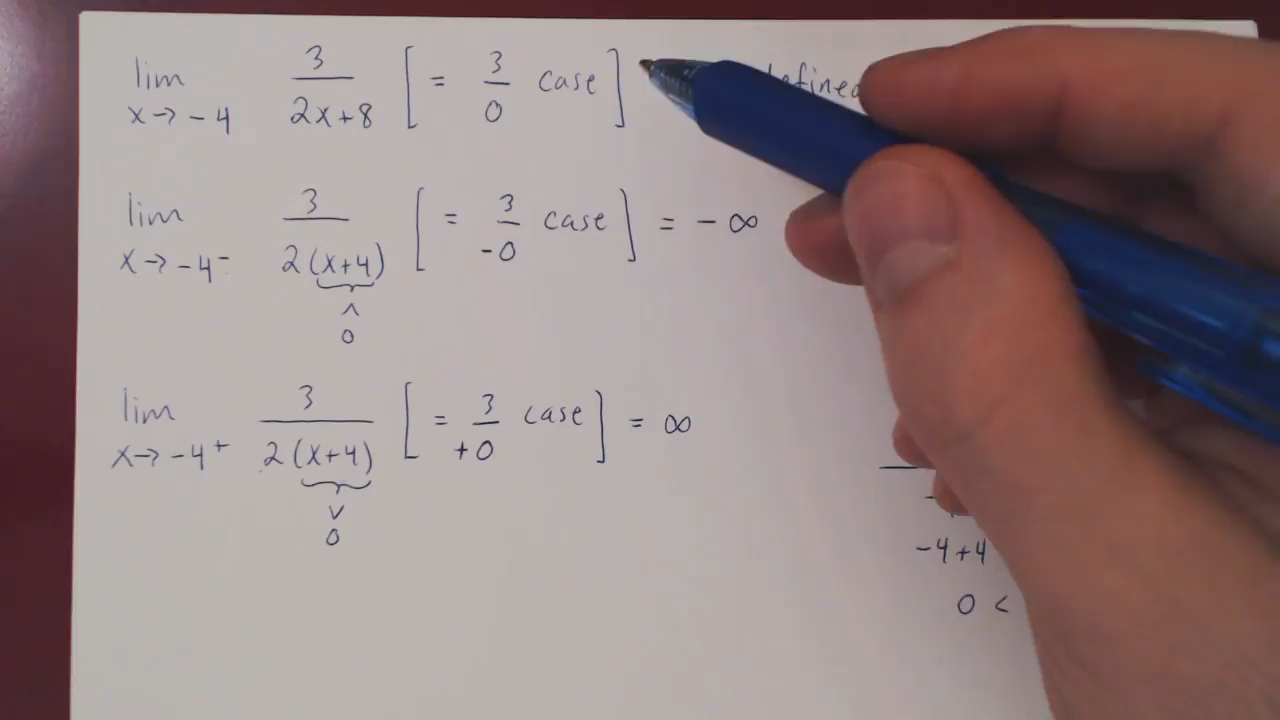 lim x→-4 3/(2x+8) [= 3/0 case]
lim x→-4⁻ 3/(2(x+4)) [= 3/-0 case] = -∞
^
0
lim x→-4⁺ 3/(2(x+4)) [= 3/+0 case] = ∞
v
0
-4+4
0 <